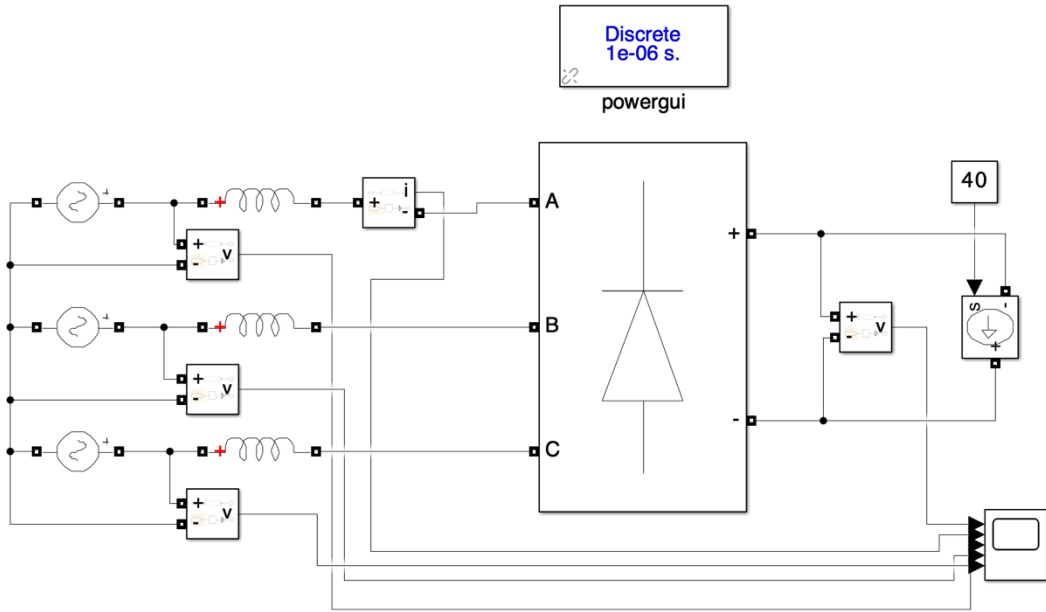 Discrete
1e-06 s.
powergui
+
+
i
+
-
A
40
+
-
v
+
s
-
+
+
B
+
-
v
+
+
-
v
-
+
+
C
+
-
v